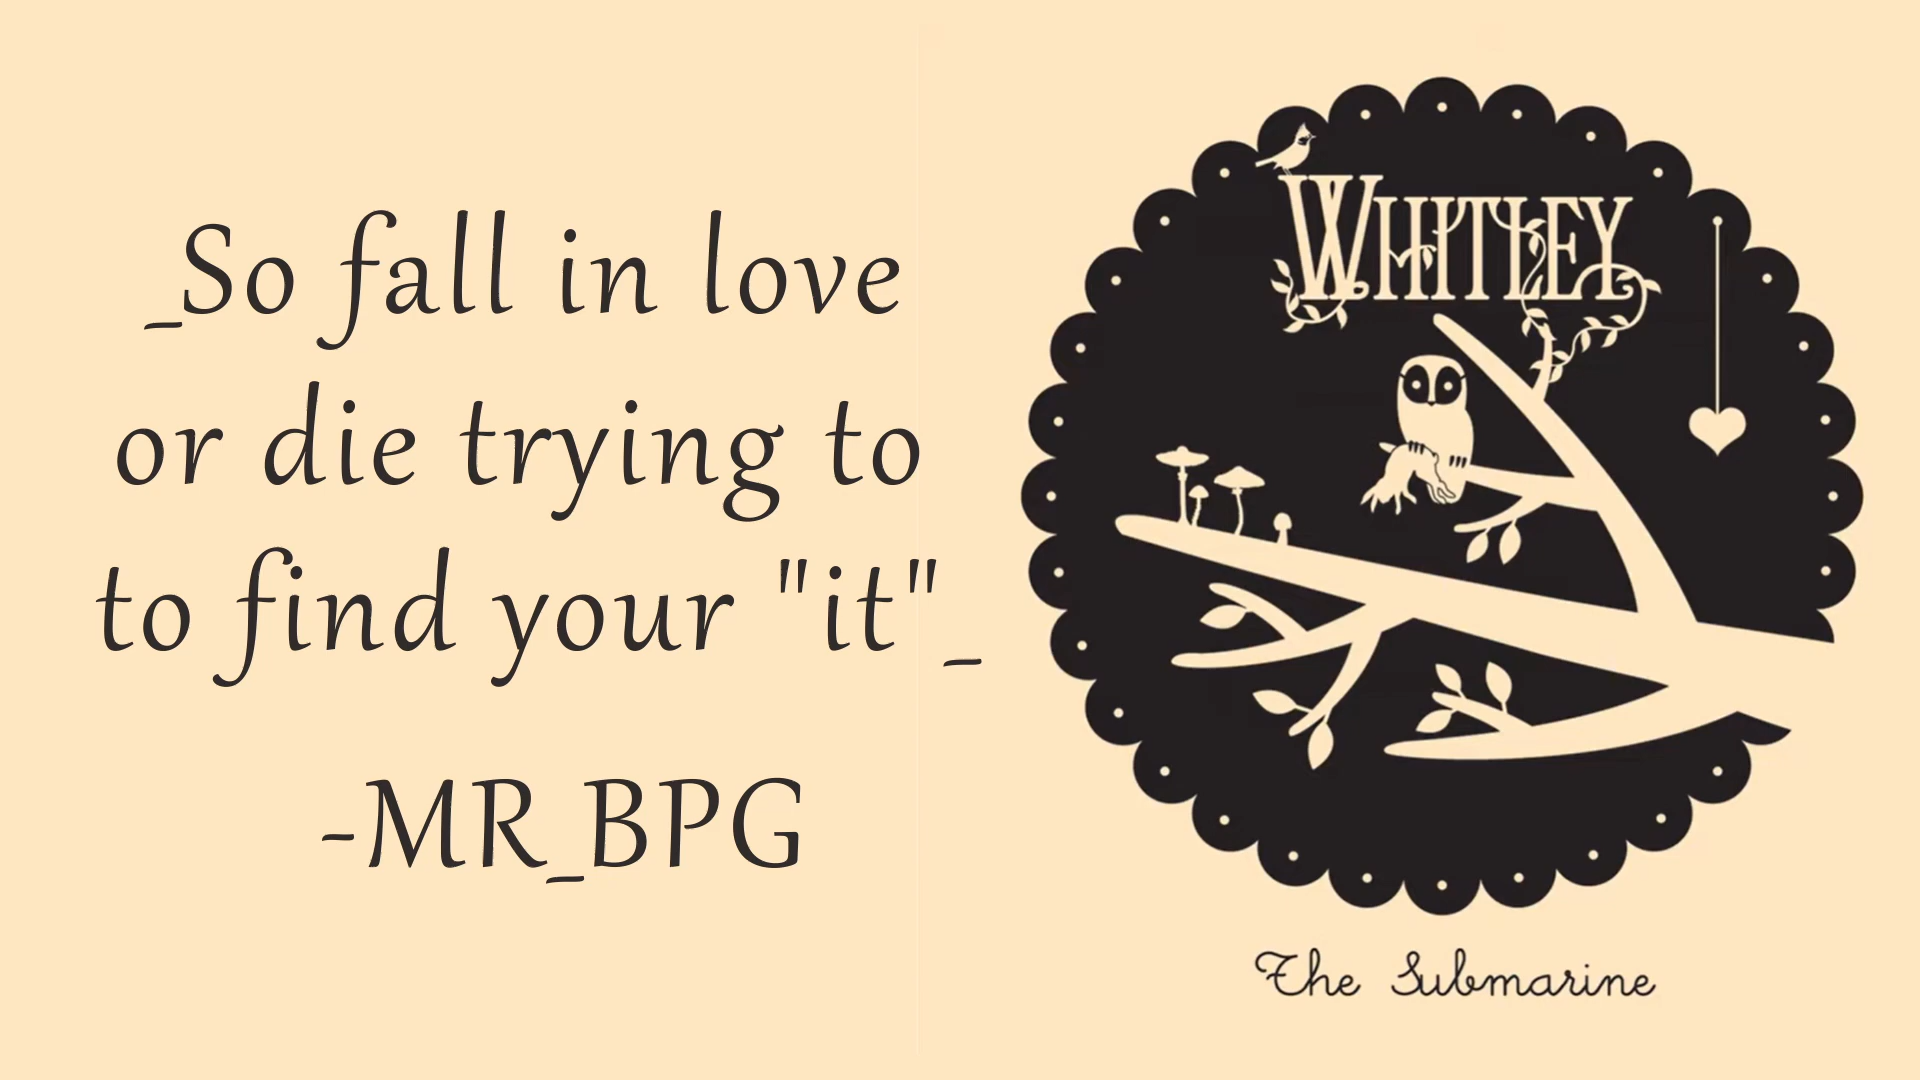 _So fall in love
or die trying to
to find your "it"_
-MR_BPG
WHITLEY
The Submarine